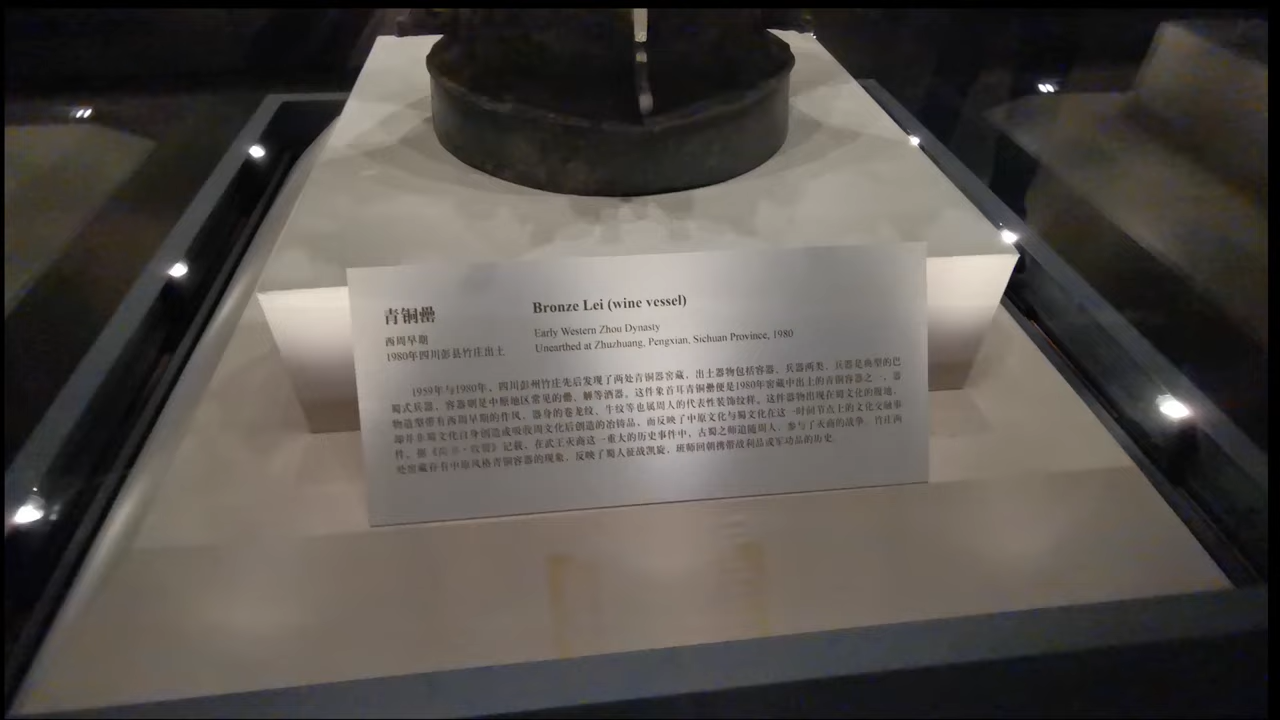 青铜罍
Bronze Lei (wine vessel)
西周早期
1980年四川彭县竹庄出土
Early Western Zhou Dynasty
Unearthed at Zhuzhuang, Pengxian, Sichuan Province, 1980
1959年与1980年，四川彭州竹庄先后发现了两处青铜器窖藏，出土器物包括容器、兵器两类，兵器是典型的巴
蜀式兵器，容器则是中原地区常见的罍、觯等酒器。这件象首耳青铜罍便是1980年窖藏中出土的青铜容器之一，器
物造型带有西周早期的作风，器身的卷龙纹、牛纹等也属周人的代表性装饰纹样。这件器物出现在蜀文化的腹地，
却并非蜀文化自身创造或吸收周文化后创造的冶铸品，而反映了中原文化与蜀文化在这一时间节点上的文化交融事
件。据《尚书·牧誓》记载，在武王灭商这一重大的历史事件中，古蜀之师追随周人，参与了灭商的战争。竹庄两
处窖藏存有中原风格青铜容器的现象，反映了蜀人征战凯旋，班师回朝携带战利品或军功品的历史。